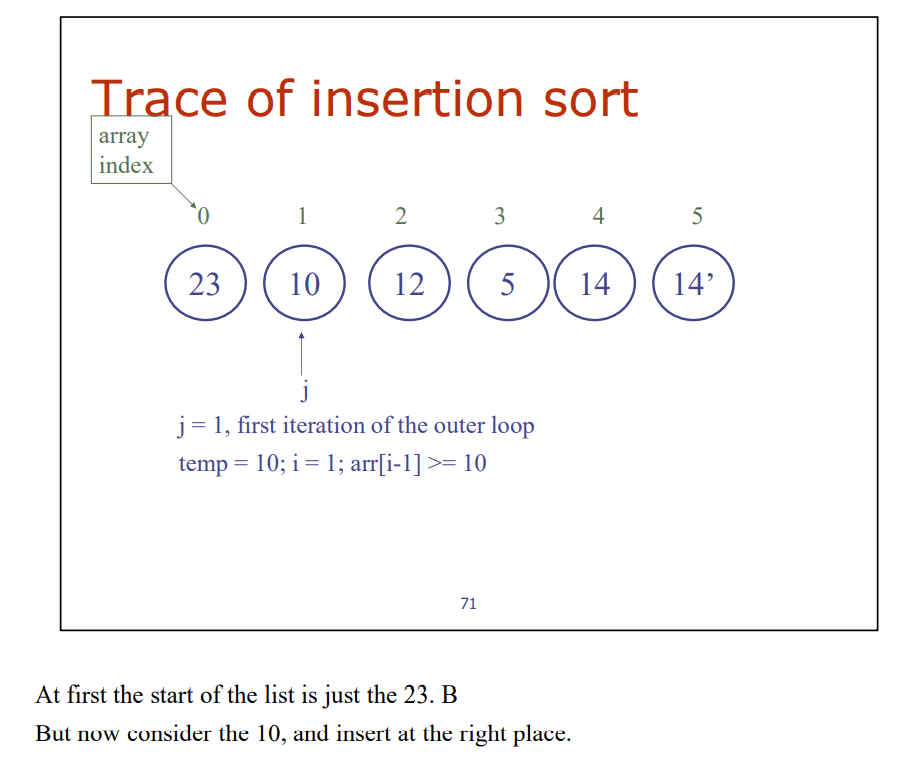 Trace of insertion sort
array
index
0 1 2 3 4 5
23 10 12 5 14 14’
j
j = 1, first iteration of the outer loop
temp = 10; i = 1; arr[i-1] >= 10
71
At first the start of the list is just the 23. B
But now consider the 10, and insert at the right place.